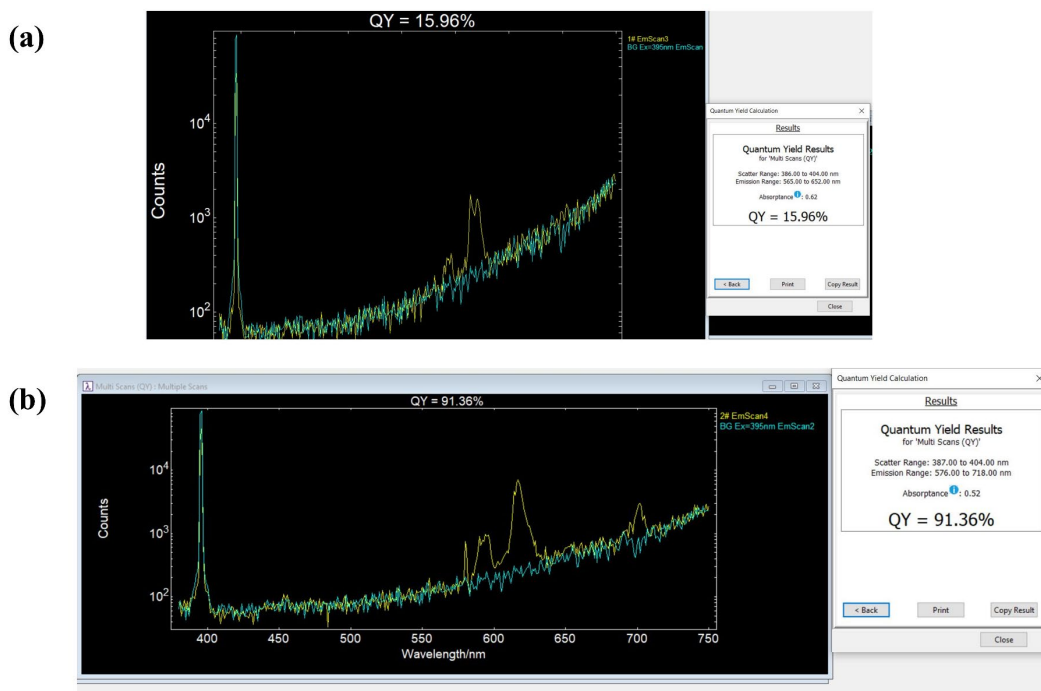 (a)
QY = 15.96%
1# EmScan3
BG Ex=395nm EmScan
Counts
10⁴
10³
10²
Quantum Yield Calculation
Results
Quantum Yield Results
for 'Multi Scans (QY)'
Scatter Range: 386.00 to 404.00 nm
Emission Range: 565.00 to 652.00 nm
Absorptance i: 0.62
QY = 15.96%
< Back Print Copy Result
Close
(b)
λ Multi Scans (QY) : Multiple Scans
QY = 91.36%
2# EmScan4
BG Ex=395nm EmScan2
Counts
10⁴
10³
10²
400 450 500 550 600 650 700 750
Wavelength/nm
Quantum Yield Calculation
Results
Quantum Yield Results
for 'Multi Scans (QY)'
Scatter Range: 387.00 to 404.00 nm
Emission Range: 576.00 to 718.00 nm
Absorptance i: 0.52
QY = 91.36%
< Back Print Copy Result
Close